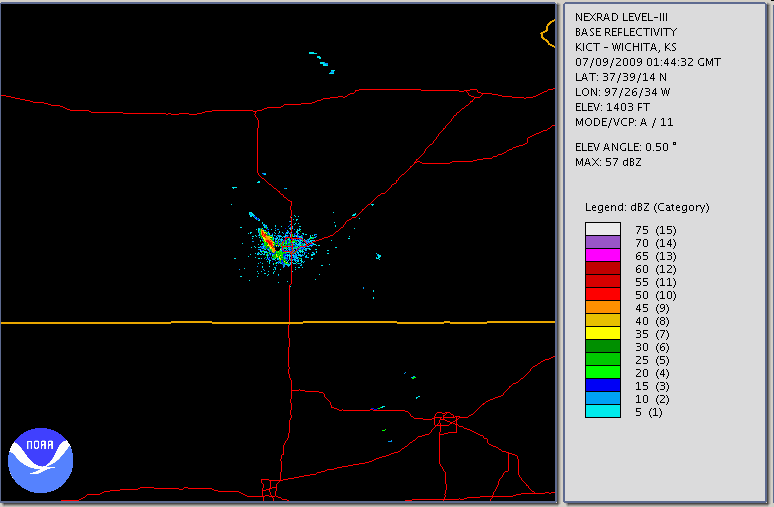 NEXRAD LEVEL-III
BASE REFLECTIVITY
KICT - WICHITA, KS
07/09/2009 01:44:32 GMT
LAT: 37/39/14 N
LON: 97/26/34 W
ELEV: 1403 FT
MODE/VCP: A / 11
ELEV ANGLE: 0.50 °
MAX: 57 dBZ
Legend: dBZ (Category)
75 (15)
70 (14)
65 (13)
60 (12)
55 (11)
50 (10)
45 (9)
40 (8)
35 (7)
30 (6)
25 (5)
20 (4)
15 (3)
10 (2)
5 (1)
NOAA